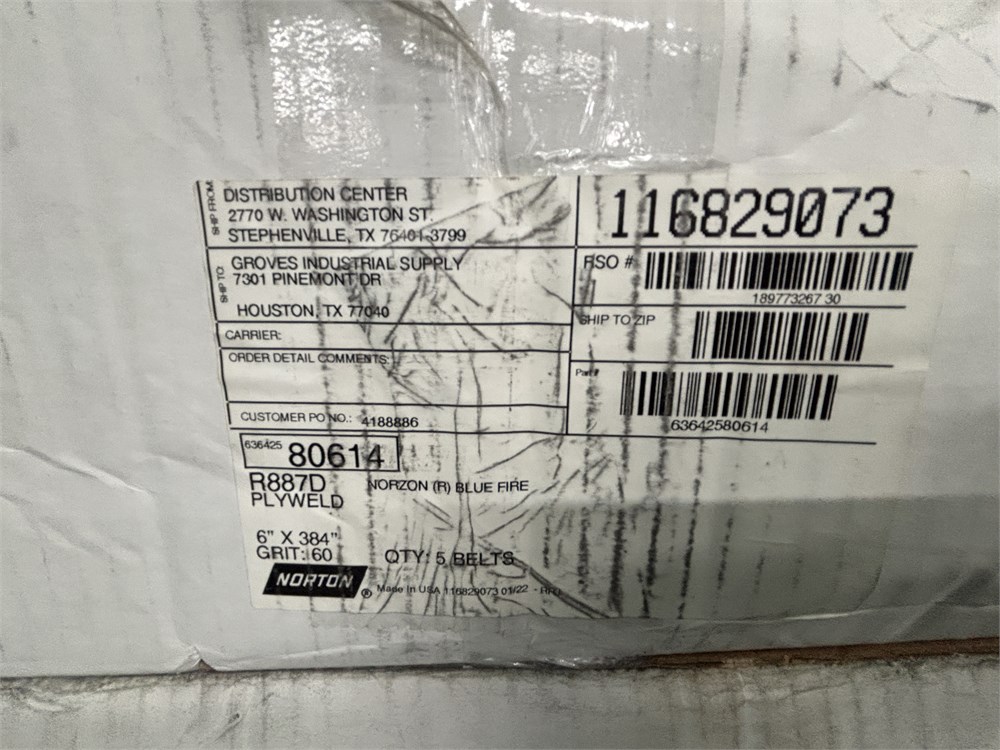 SHIP FROM
DISTRIBUTION CENTER
2770 W. WASHINGTON ST.
STEPHENVILLE, TX 76401-3799
SHIP TO:
GROVES INDUSTRIAL SUPPLY
7301 PINEMONT DR
HOUSTON, TX 77040
CARRIER:
ORDER DETAIL COMMENTS:
CUSTOMER PO NO.: 4188886
116829073
RSO #
189773267 30
SHIP TO ZIP
Part #
63642580614
636425 80614
R887D NORZON (R) BLUE FIRE
PLYWELD
6" X 384"
GRIT: 60 QTY: 5 BELTS
NORTON ® Made In USA 116829073 01/22